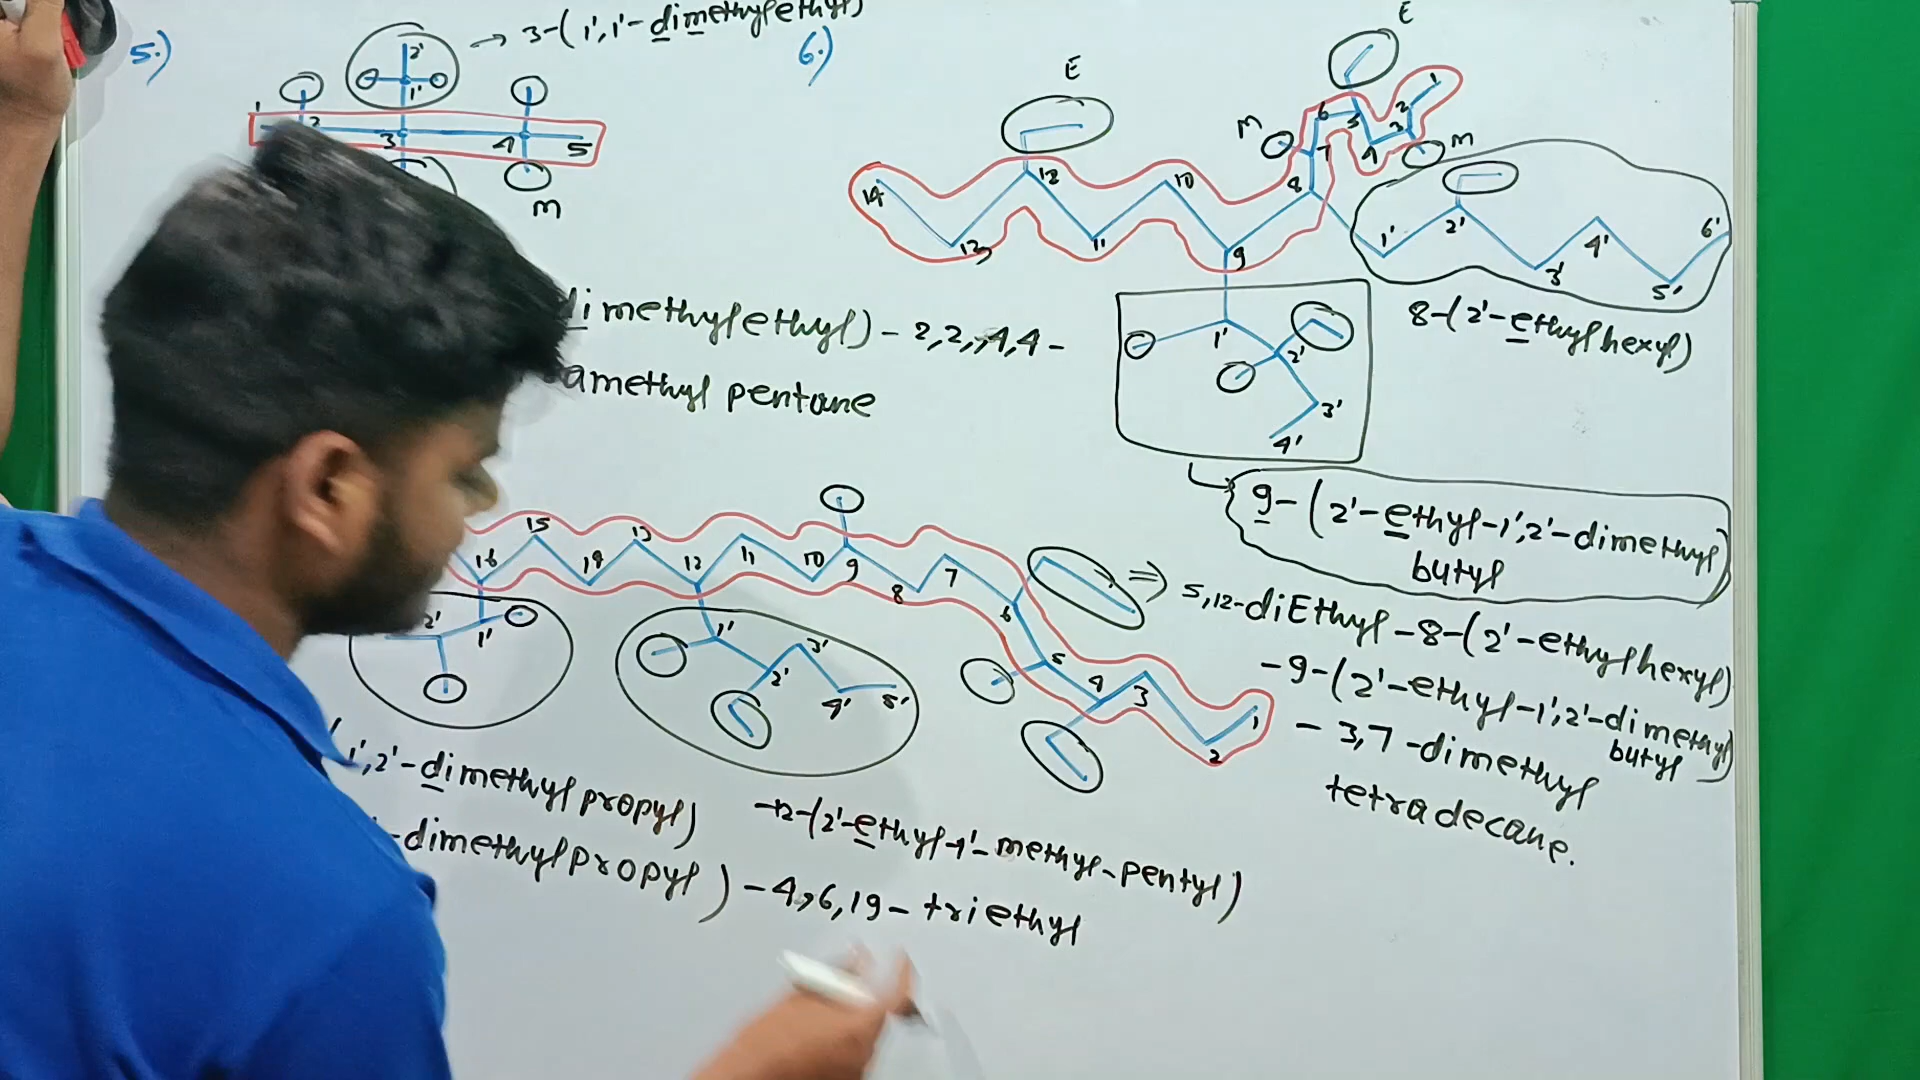 5.)
→ 3-(1',1'-dimethylethyl)
2'
1'
1
2
3
4
5
m
dimethylethyl)-2,2,,4,4-
amethyl pentane
6.)
E
E
m
m
1
2
3
4
5
6
7
8
9
10
11
12
13
14
1'
2'
3'
4'
5'
6'
8-(2'-ethylhexyl)
1'
2'
3'
4'
9-(2'-ethyl-1',2'-dimethyl
butyl
16
15
14
13
12
11
10
9
8
7
6
5
4
3
2
1
2'
1'
1'
2'
3'
4'
5'
⇒ 5,12-diEthyl-8-(2'-ethylhexyl)
-9-(2'-ethyl-1',2'-dimethyl
butyl)
- 3,7-dimethyl
tetradecane.
1',2'-dimethylpropyl)
-12-(2'-ethyl-1'-methyl-pentyl)
-dimethylpropyl)-4,6,19-triethyl